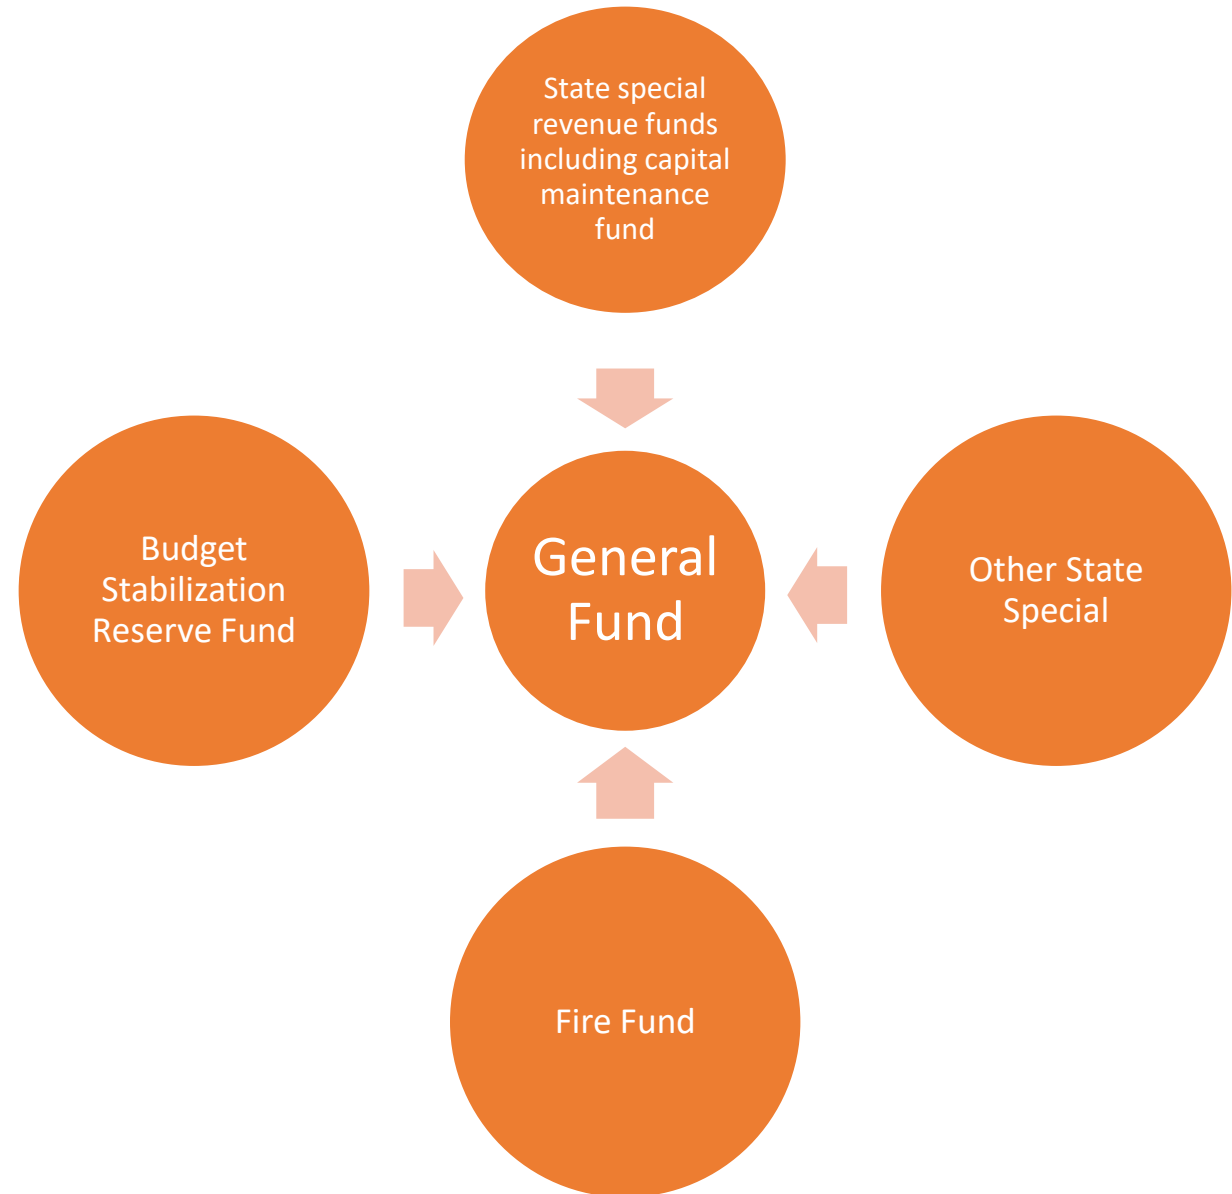 State special
revenue funds
including capital
maintenance
fund
Budget
Stabilization
Reserve Fund
General
Fund
Other State
Special
Fire Fund